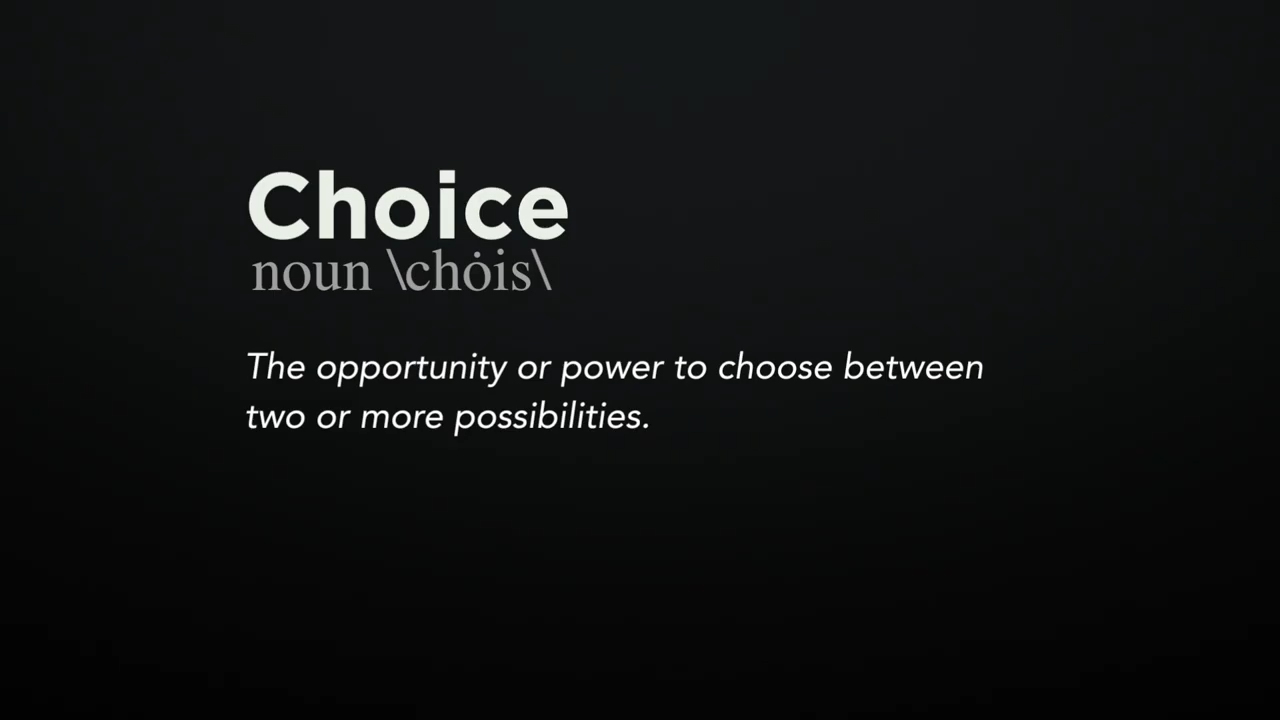 Choice
noun \chȯis\
The opportunity or power to choose between
two or more possibilities.